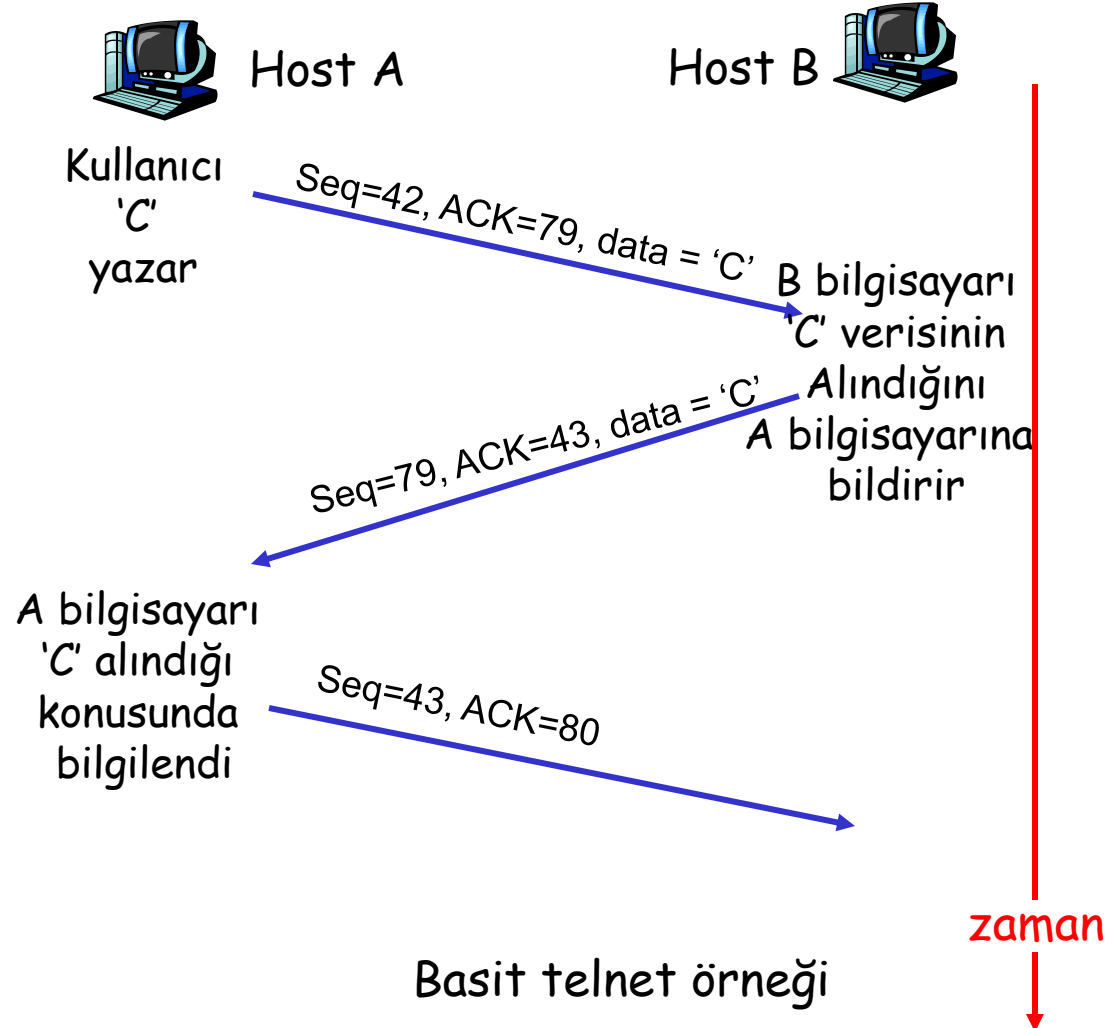 Host A
Host B
Kullanıcı
‘C’
yazar
Seq=42, ACK=79, data = ‘C’
B bilgisayarı
‘C’ verisinin
Alındığını
A bilgisayarına
bildirir
Seq=79, ACK=43, data = ‘C’
A bilgisayarı
‘C’ alındığı
konusunda
bilgilendi
Seq=43, ACK=80
zaman
Basit telnet örneği